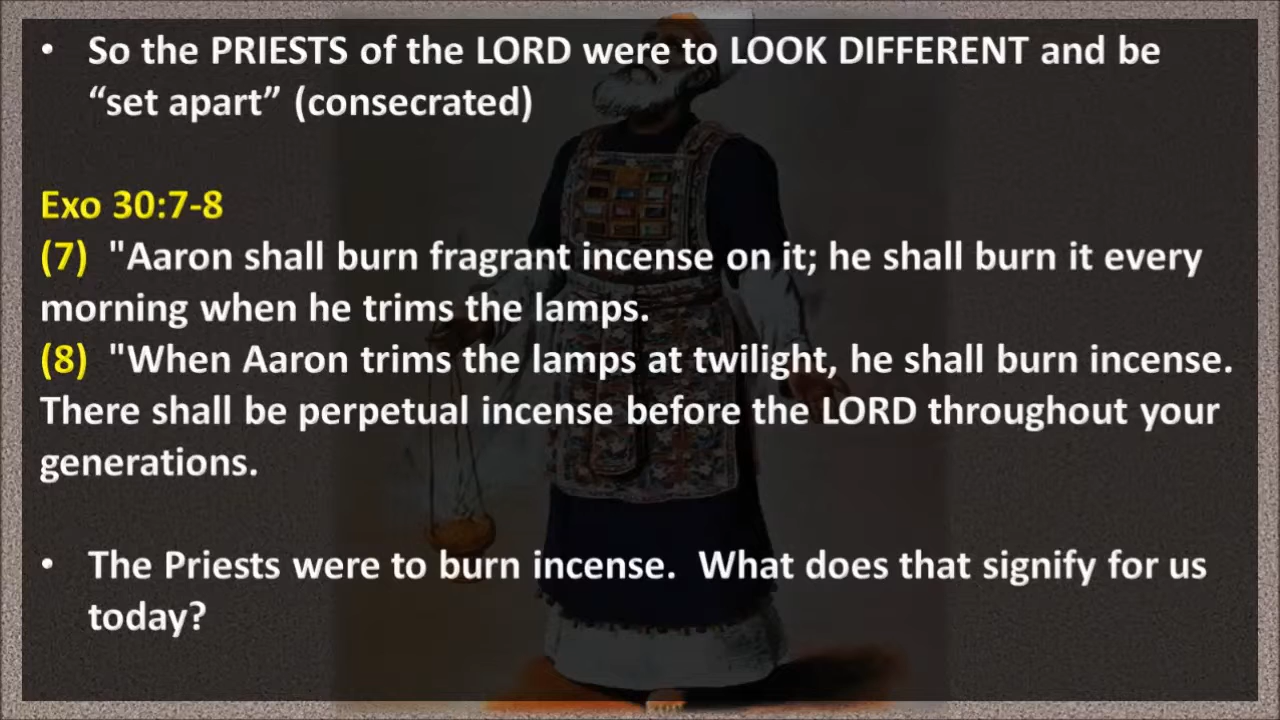 • So the PRIESTS of the LORD were to LOOK DIFFERENT and be
“set apart” (consecrated)
Exo 30:7-8
(7) "Aaron shall burn fragrant incense on it; he shall burn it every
morning when he trims the lamps.
(8) "When Aaron trims the lamps at twilight, he shall burn incense.
There shall be perpetual incense before the LORD throughout your
generations.
• The Priests were to burn incense. What does that signify for us
today?